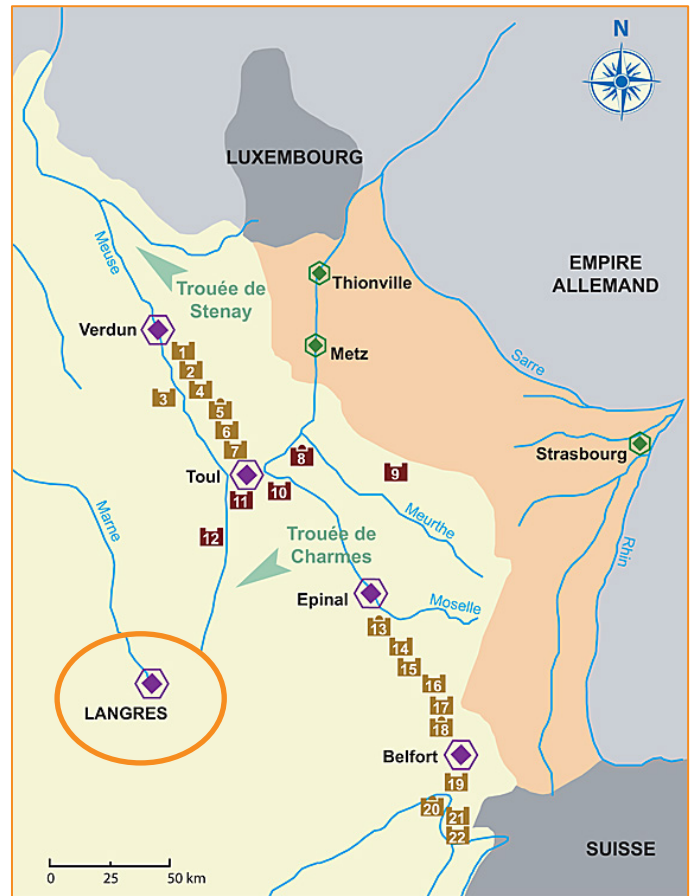 N
LUXEMBOURG
Meuse
EMPIRE
ALLEMAND
Trouée de
Stenay
Thionville
Verdun
1
Metz
2
Sarre
3
4
5
6
7
Strasbourg
8
9
Toul
10
11
Marne
12
Trouée de
Charmes
Meurthe
Rhin
Epinal
Moselle
13
14
15
16
LANGRES
17
18
Belfort
19
20
21
22
SUISSE
0
25
50 km